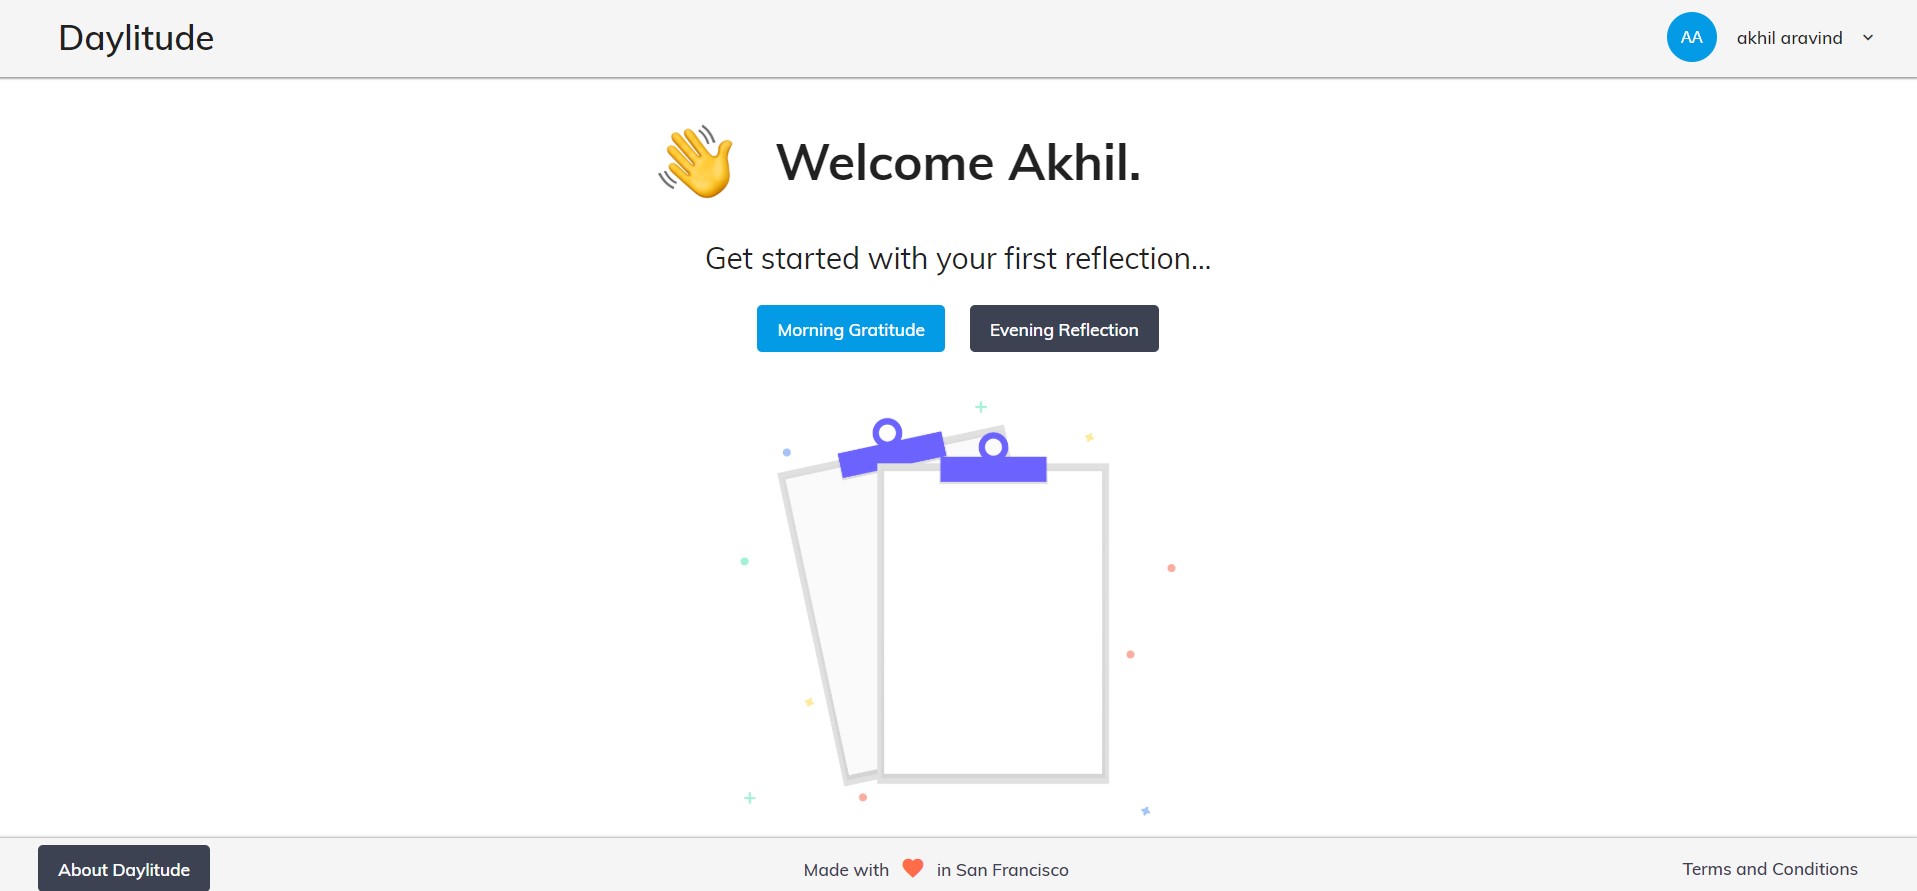 Daylitude
AA
akhil aravind
Welcome Akhil.
Get started with your first reflection...
Morning Gratitude
Evening Reflection
About Daylitude
Made with in San Francisco
Terms and Conditions